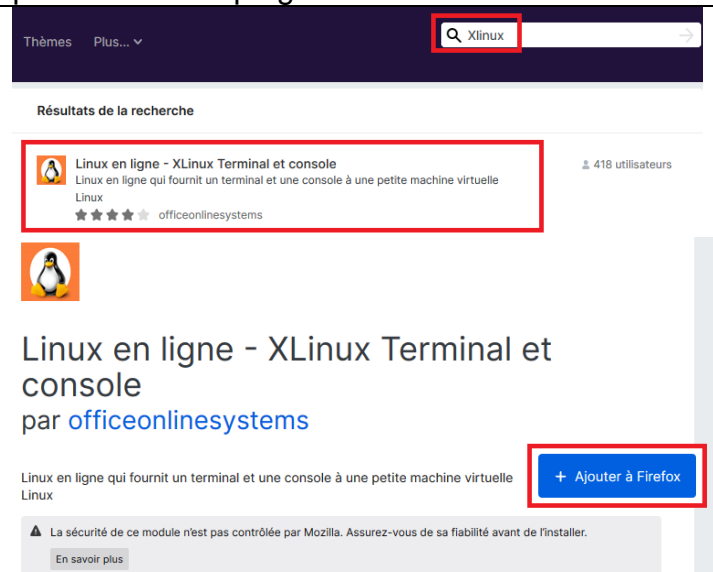 Thèmes Plus...
Xlinux
Résultats de la recherche
Linux en ligne - XLinux Terminal et console
Linux en ligne qui fournit un terminal et une console à une petite machine virtuelle
Linux
officeonlinesystems
418 utilisateurs
Linux en ligne - XLinux Terminal et
console
par officeonlinesystems
Linux en ligne qui fournit un terminal et une console à une petite machine virtuelle
Linux
+ Ajouter à Firefox
La sécurité de ce module n'est pas contrôlée par Mozilla. Assurez-vous de sa fiabilité avant de l'installer.
En savoir plus